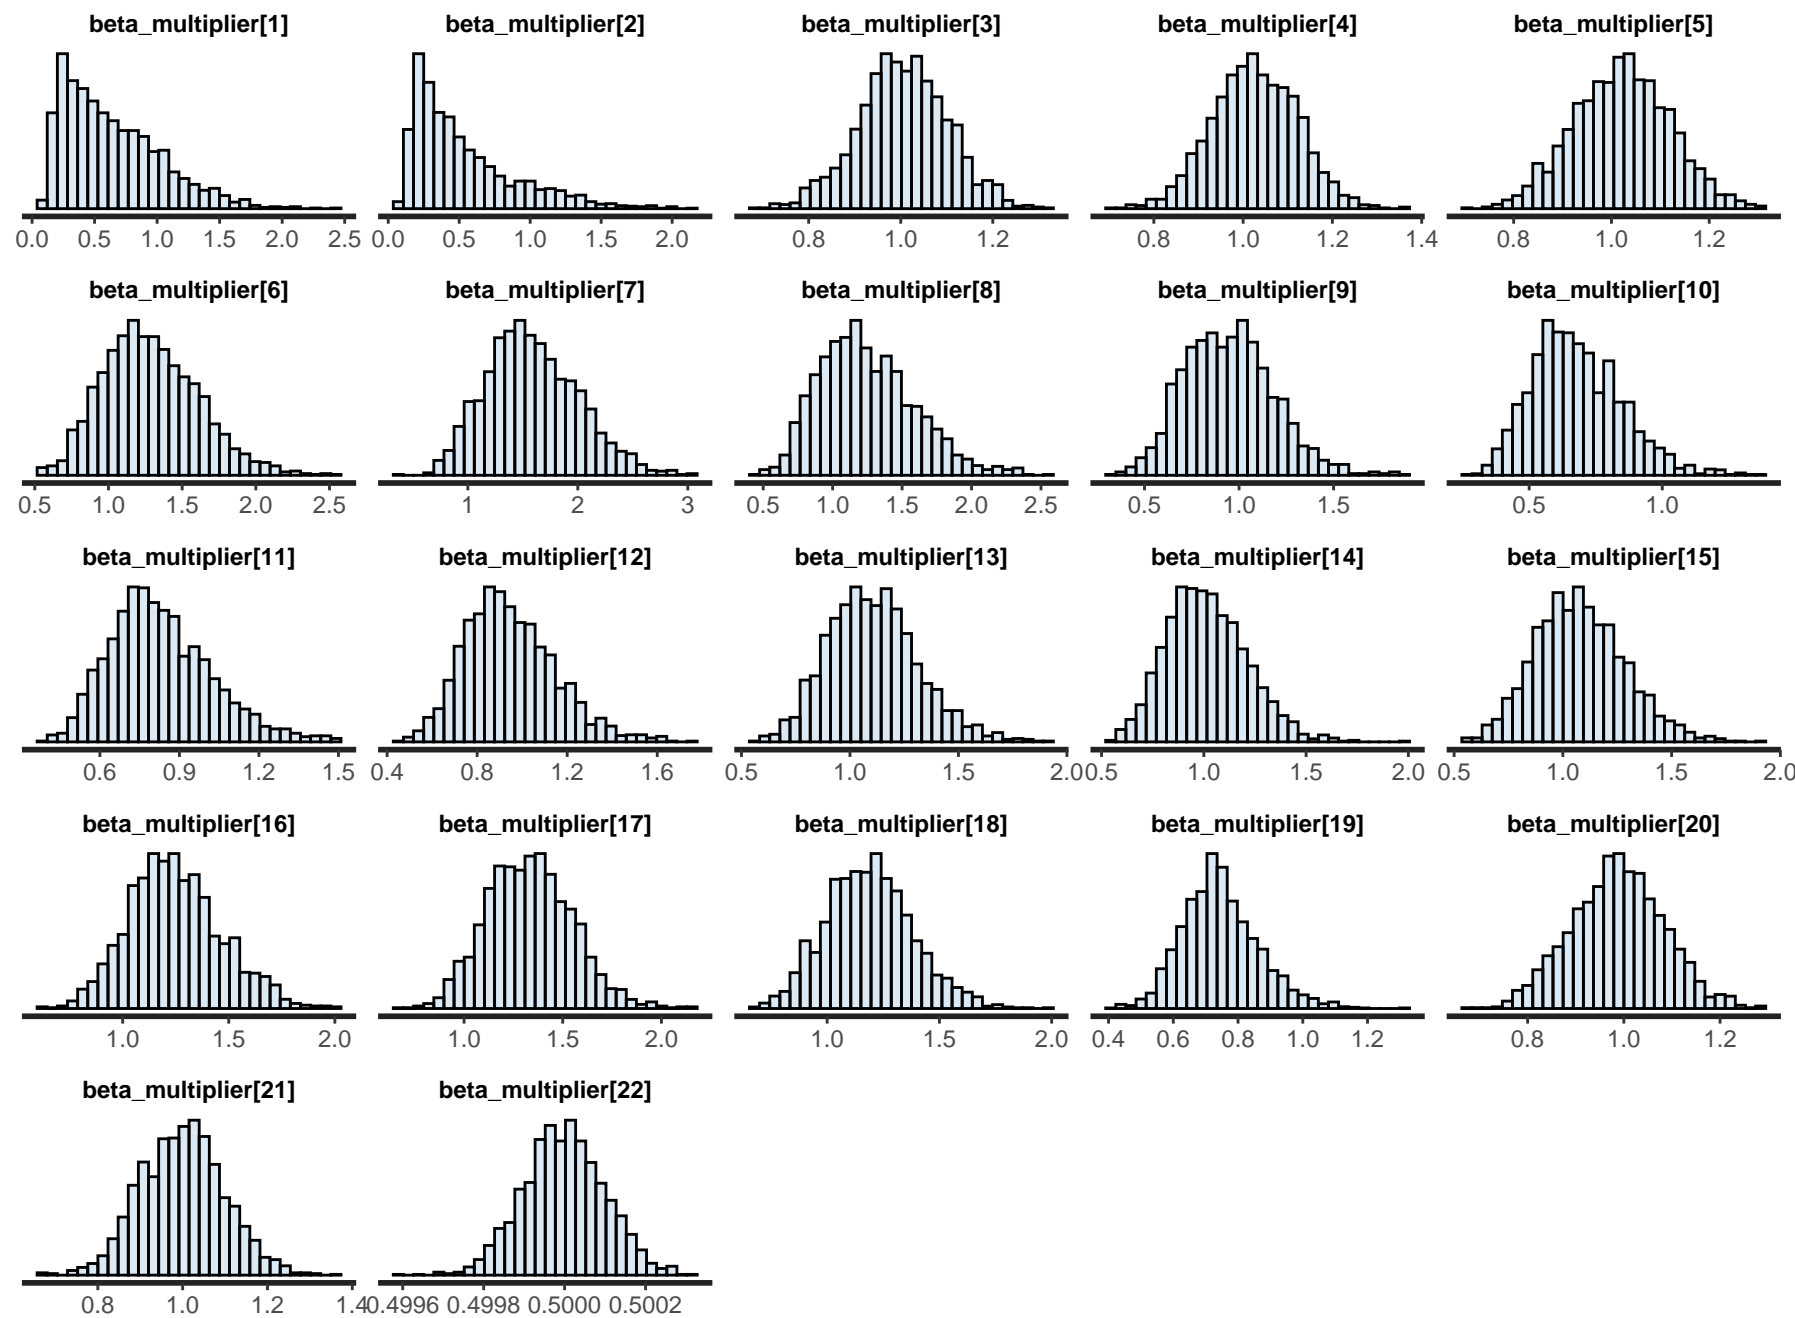 beta_multiplier[1] beta_multiplier[2] beta_multiplier[3] beta_multiplier[4] beta_multiplier[5]
0.0 0.5 1.0 1.5 2.0 2.5 0.0 0.5 1.0 1.5 2.0 0.8 1.0 1.2 0.8 1.0 1.2 1.4 0.8 1.0 1.2
beta_multiplier[6] beta_multiplier[7] beta_multiplier[8] beta_multiplier[9] beta_multiplier[10]
0.5 1.0 1.5 2.0 2.5 1 2 3 0.5 1.0 1.5 2.0 2.5 0.5 1.0 1.5 0.5 1.0
beta_multiplier[11] beta_multiplier[12] beta_multiplier[13] beta_multiplier[14] beta_multiplier[15]
0.6 0.9 1.2 1.5 0.4 0.8 1.2 1.6 0.5 1.0 1.5 2.0 0.5 1.0 1.5 2.0 0.5 1.0 1.5 2.0
beta_multiplier[16] beta_multiplier[17] beta_multiplier[18] beta_multiplier[19] beta_multiplier[20]
1.0 1.5 2.0 1.0 1.5 2.0 1.0 1.5 2.0 0.4 0.6 0.8 1.0 1.2 0.8 1.0 1.2
beta_multiplier[21] beta_multiplier[22]
0.8 1.0 1.2 1.4 0.4996 0.4998 0.5000 0.5002